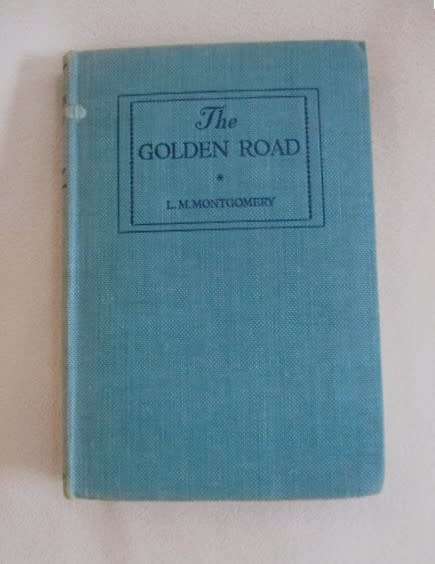 The
GOLDEN ROAD
*
L. M. MONTGOMERY